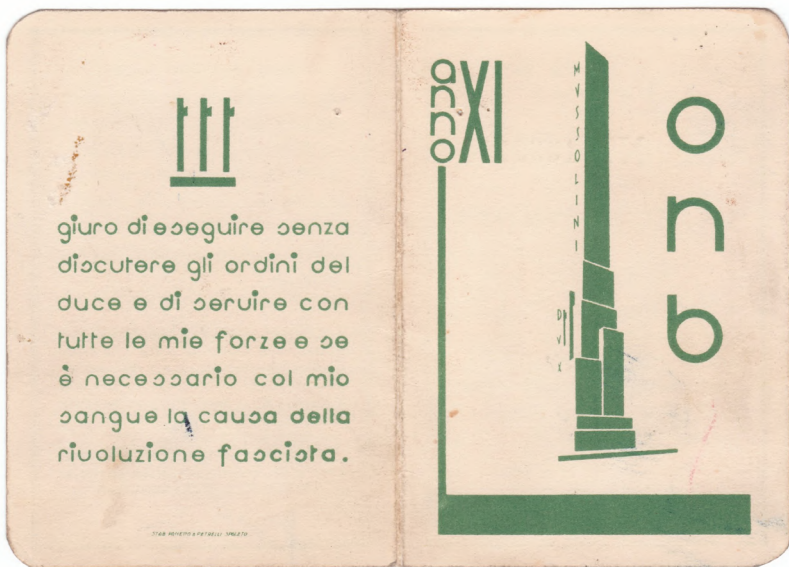 giuro di eseguire senza
discutere gli ordini del
duce e di servire con
tutte le mie forze e se
è necessario col mio
sangue la causa della
rivoluzione fascista.
anno XI
MVSSOLINI
DVX
onb